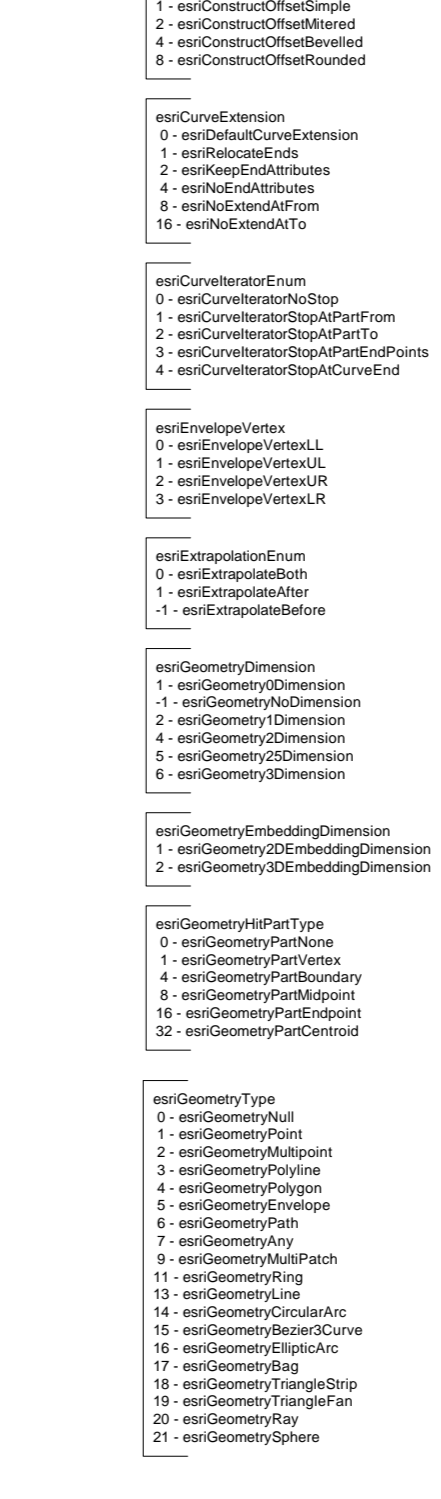 1 - esriConstructOffsetSimple
2 - esriConstructOffsetMitered
4 - esriConstructOffsetBevelled
8 - esriConstructOffsetRounded
esriCurveExtension
0 - esriDefaultCurveExtension
1 - esriRelocateEnds
2 - esriKeepEndAttributes
4 - esriNoEndAttributes
8 - esriNoExtendAtFrom
16 - esriNoExtendAtTo
esriCurveIteratorEnum
0 - esriCurveIteratorNoStop
1 - esriCurveIteratorStopAtPartFrom
2 - esriCurveIteratorStopAtPartTo
3 - esriCurveIteratorStopAtPartEndPoints
4 - esriCurveIteratorStopAtCurveEnd
esriEnvelopeVertex
0 - esriEnvelopeVertexLL
1 - esriEnvelopeVertexUL
2 - esriEnvelopeVertexUR
3 - esriEnvelopeVertexLR
esriExtrapolationEnum
0 - esriExtrapolateBoth
1 - esriExtrapolateAfter
-1 - esriExtrapolateBefore
esriGeometryDimension
1 - esriGeometry0Dimension
-1 - esriGeometryNoDimension
2 - esriGeometry1Dimension
4 - esriGeometry2Dimension
5 - esriGeometry25Dimension
6 - esriGeometry3Dimension
esriGeometryEmbeddingDimension
1 - esriGeometry2DEmbeddingDimension
2 - esriGeometry3DEmbeddingDimension
esriGeometryHitPartType
0 - esriGeometryPartNone
1 - esriGeometryPartVertex
4 - esriGeometryPartBoundary
8 - esriGeometryPartMidpoint
16 - esriGeometryPartEndpoint
32 - esriGeometryPartCentroid
esriGeometryType
0 - esriGeometryNull
1 - esriGeometryPoint
2 - esriGeometryMultipoint
3 - esriGeometryPolyline
4 - esriGeometryPolygon
5 - esriGeometryEnvelope
6 - esriGeometryPath
7 - esriGeometryAny
9 - esriGeometryMultiPatch
11 - esriGeometryRing
13 - esriGeometryLine
14 - esriGeometryCircularArc
15 - esriGeometryBezier3Curve
16 - esriGeometryEllipticArc
17 - esriGeometryBag
18 - esriGeometryTriangleStrip
19 - esriGeometryTriangleFan
20 - esriGeometryRay
21 - esriGeometrySphere